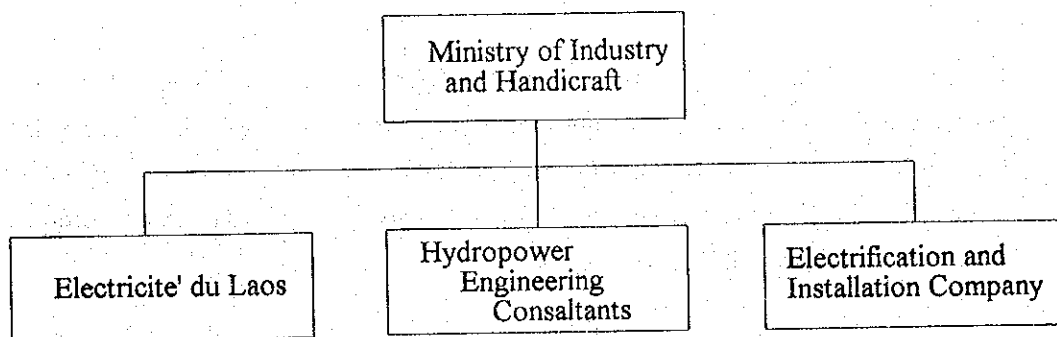 Ministry of Industry
and Handicraft
Electricite' du Laos
Hydropower
Engineering
Consaltants
Electrification and
Installation Company